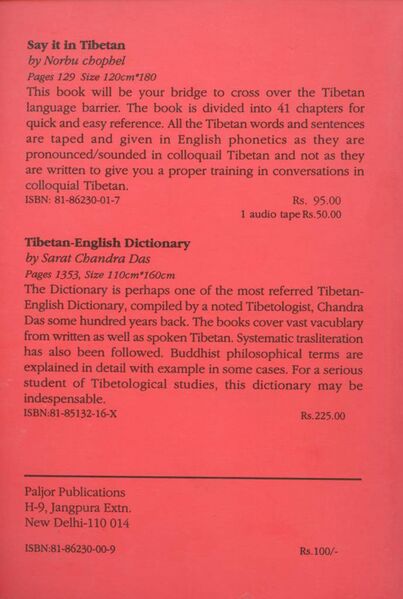 Say it in Tibetan
by Norbu chophel
Pages 129 Size 120cm*180
This book will be your bridge to cross over the Tibetan
language barrier. The book is divided into 41 chapters for
quick and easy reference. All the Tibetan words and sentences
are taped and given in English phonetics as they are
pronounced/sounded in colloquail Tibetan and not as they
are written to give you a proper training in conversations in
colloquial Tibetan.
ISBN: 81-86230-01-7 Rs. 95.00
1 audio tape Rs.50.00
Tibetan-English Dictionary
by Sarat Chandra Das
Pages 1353, Size 110cm*160cm
The Dictionary is perhaps one of the most referred Tibetan-
English Dictionary, compiled by a noted Tibetologist, Chandra
Das some hundred years back. The books cover vast vacublary
from written as well as spoken Tibetan. Systematic trasliteration
has also been followed. Buddhist philosophical terms are
explained in detail with example in some cases. For a serious
student of Tibetological studies, this dictionary may be
indespensable.
ISBN:81-85132-16-X Rs.225.00
Paljor Publications
H-9, Jangpura Extn.
New Delhi-110 014
ISBN:81-86230-00-9 Rs.100/-